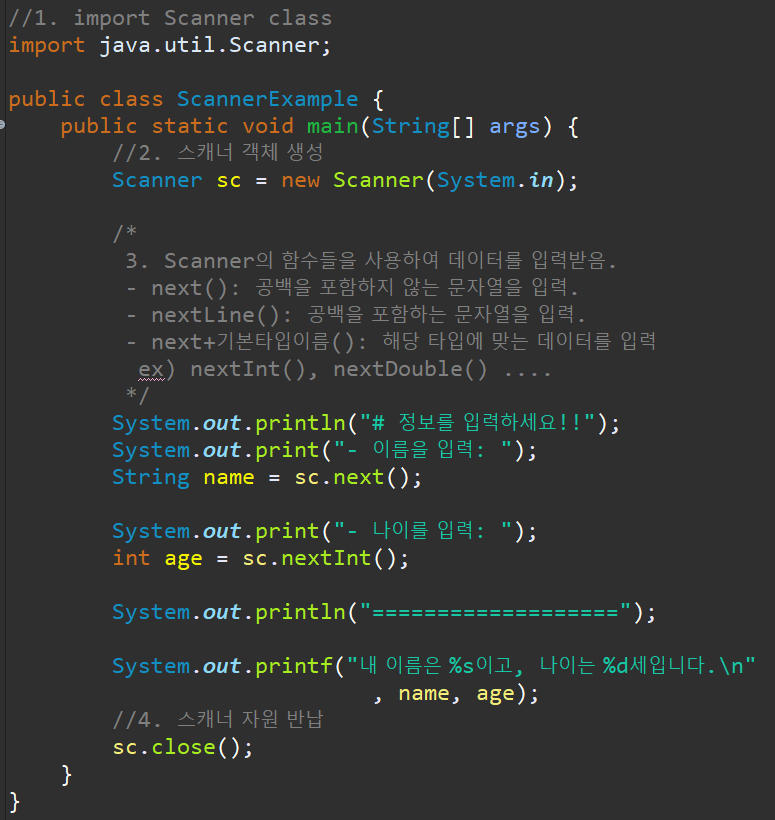 //1. import Scanner class
import java.util.Scanner;
public class ScannerExample {
public static void main(String[] args) {
//2. 스캐너 객체 생성
Scanner sc = new Scanner(System.in);
/*
3. Scanner의 함수들을 사용하여 데이터를 입력받음.
- next(): 공백을 포함하지 않는 문자열을 입력.
- nextLine(): 공백을 포함하는 문자열을 입력.
- next+기본타입이름(): 해당 타입에 맞는 데이터를 입력
ex) nextInt(), nextDouble() ....
*/
System.out.println("# 정보를 입력하세요!!");
System.out.print("- 이름을 입력: ");
String name = sc.next();
System.out.print("- 나이를 입력: ");
int age = sc.nextInt();
System.out.println("===================");
System.out.printf("내 이름은 %s이고, 나이는 %d세입니다.\n"
, name, age);
//4. 스캐너 자원 반납
sc.close();
}
}